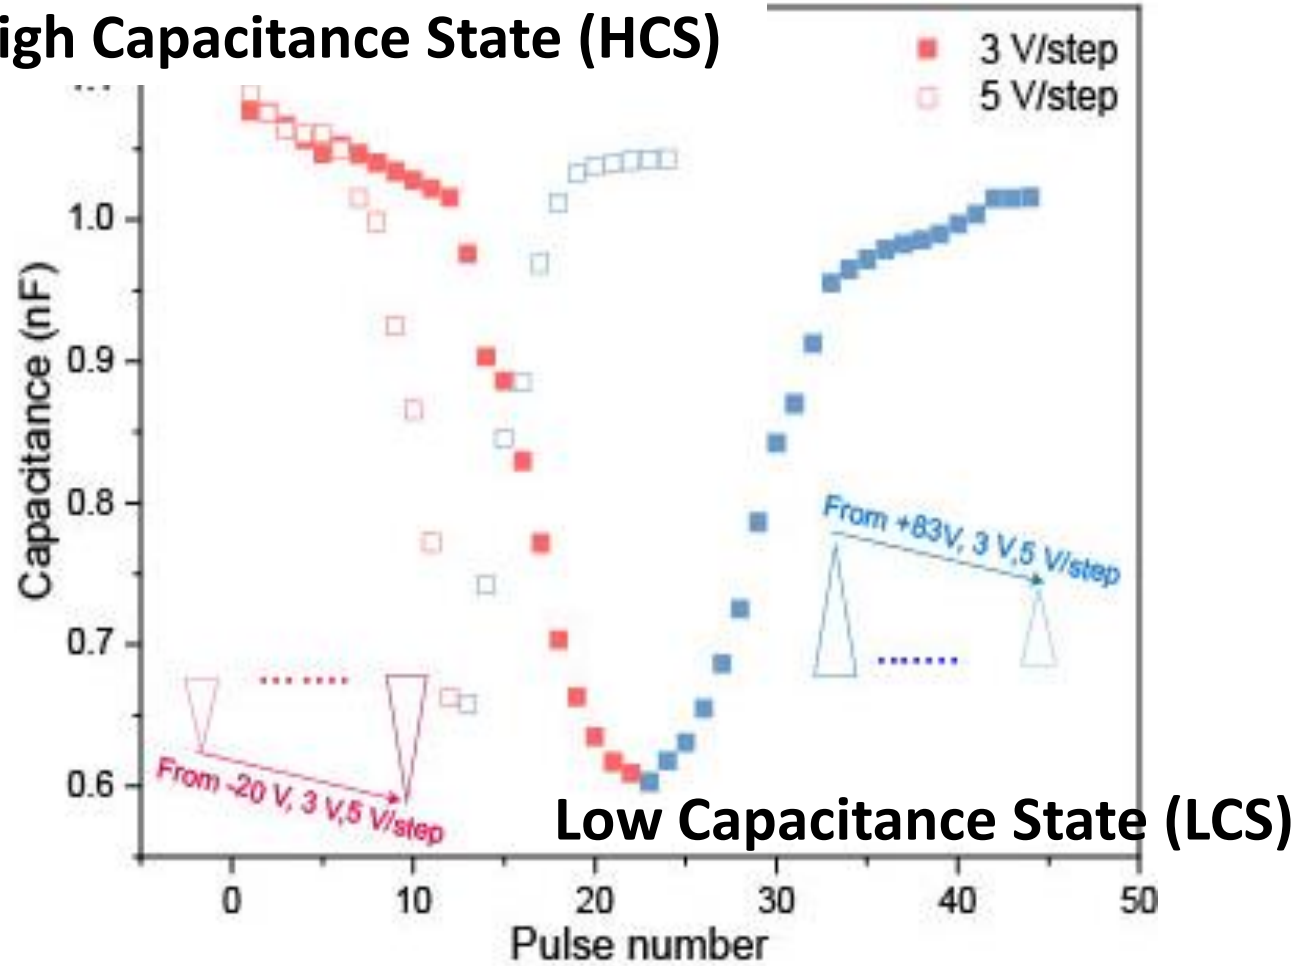 igh Capacitance State (HCS)
3 V/step
5 V/step
1.0
0.9
0.8
0.7
0.6
Capacitance (nF)
From +83V, 3 V,5 V/step
From -20 V, 3 V,5 V/step
Low Capacitance State (LCS)
0 10 20 30 40 50
Pulse number